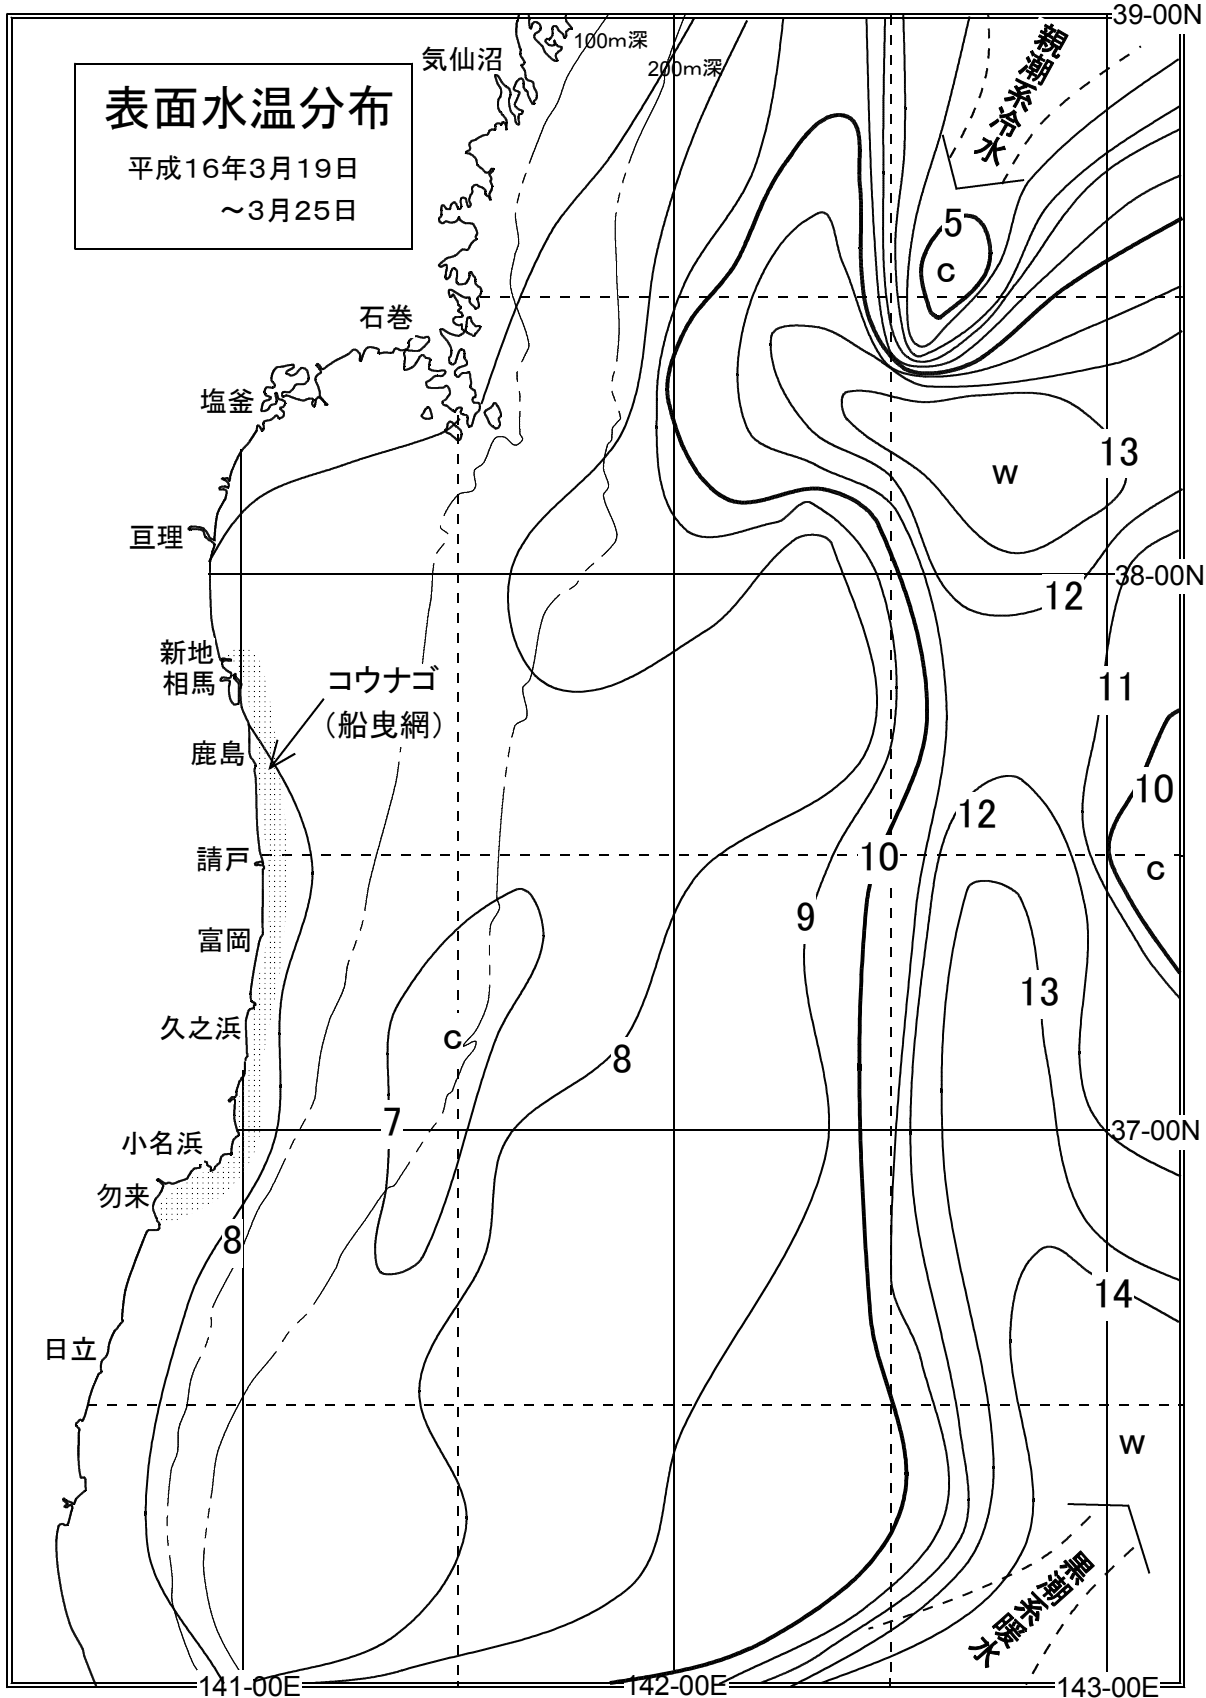 39-00N
親潮系冷水
100m深
気仙沼
200m深
表面水温分布
平成16年3月19日
～3月25日
5
C
石巻
塩釜
13
W
亘理
38-00N
12
新地
コウナゴ
相馬
11
（船曳網）
鹿島
10
12
請戸
10
C
9
富岡
13
久之浜
C
8
7
37-00N
小名浜
勿来
8
14
日立
W
黒潮系暖水
141-00E
142-00E
143-00E